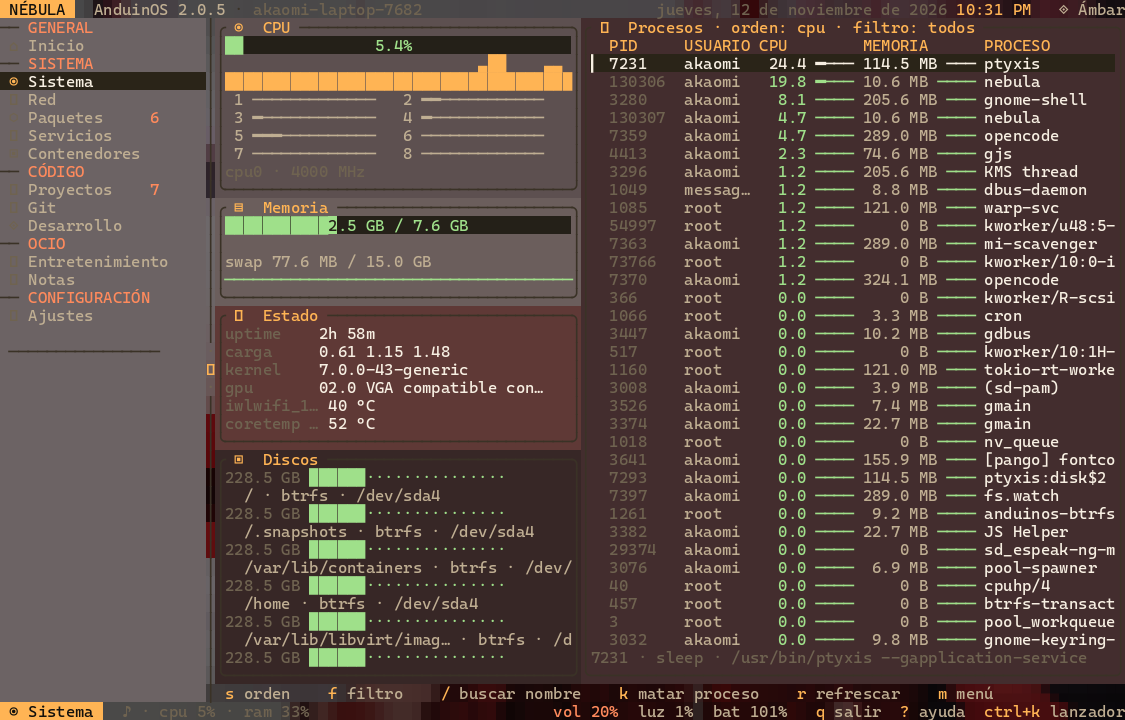 NÉBULA AnduinOS 2.0.5 · akaomi-laptop-7682 jueves, 12 de noviembre de 2026 10:31 PM ◈ Ámbar
GENERAL
Inicio
SISTEMA
Sistema
Red
Paquetes 6
Servicios
Contenedores
CÓDIGO
Proyectos 7
Git
Desarrollo
OCIO
Entretenimiento
Notas
CONFIGURACIÓN
Ajustes
CPU
5.4%
1 2
3 4
5 6
7 8
cpu0 · 4000 MHz
Memoria
2.5 GB / 7.6 GB
swap 77.6 MB / 15.0 GB
Estado
uptime 2h 58m
carga 0.61 1.15 1.48
kernel 7.0.0-43-generic
gpu 02.0 VGA compatible con…
iwlwifi_1… 40 °C
coretemp … 52 °C
Discos
228.5 GB
/ · btrfs · /dev/sda4
228.5 GB
/.snapshots · btrfs · /dev/sda4
228.5 GB
/var/lib/containers · btrfs · /dev/
228.5 GB
/home · btrfs · /dev/sda4
228.5 GB
/var/lib/libvirt/imag… · btrfs · /d
228.5 GB
Procesos · orden: cpu · filtro: todos
PID USUARIO CPU MEMORIA PROCESO
7231 akaomi 24.4 114.5 MB ptyxis
130306 akaomi 19.8 10.6 MB nebula
3280 akaomi 8.1 205.6 MB gnome-shell
130307 akaomi 4.7 10.6 MB nebula
7359 akaomi 4.7 289.0 MB opencode
4413 akaomi 2.3 74.6 MB gjs
3296 akaomi 1.2 205.6 MB KMS thread
1049 messag… 1.2 8.8 MB dbus-daemon
1085 root 1.2 121.0 MB warp-svc
54997 root 1.2 0 B kworker/u48:5-
7363 akaomi 1.2 289.0 MB mi-scavenger
73766 root 1.2 0 B kworker/10:0-i
7370 akaomi 1.2 324.1 MB opencode
366 root 0.0 0 B kworker/R-scsi
1066 root 0.0 3.3 MB cron
3447 akaomi 0.0 10.2 MB gdbus
517 root 0.0 0 B kworker/10:1H-
1160 root 0.0 121.0 MB tokio-rt-worke
3008 akaomi 0.0 3.9 MB (sd-pam)
3526 akaomi 0.0 7.4 MB gmain
3374 akaomi 0.0 22.7 MB gmain
1018 root 0.0 0 B nv_queue
3641 akaomi 0.0 155.9 MB [pango] fontco
7293 akaomi 0.0 114.5 MB ptyxis:disk$2
7397 akaomi 0.0 289.0 MB fs.watch
1261 root 0.0 9.2 MB anduinos-btrfs
3382 akaomi 0.0 22.7 MB JS Helper
29374 akaomi 0.0 0 B sd_espeak-ng-m
3076 akaomi 0.0 6.9 MB pool-spawner
40 root 0.0 0 B cpuhp/4
457 root 0.0 0 B btrfs-transact
3 root 0.0 0 B pool_workqueue
3032 akaomi 0.0 9.8 MB gnome-keyring-
7231 · sleep · /usr/bin/ptyxis --gapplication-service
s orden f filtro / buscar nombre k matar proceso r refrescar m menú
Sistema ♪ · cpu 5% · ram 33% vol 20% luz 1% bat 101% q salir ? ayuda ctrl+k lanzador